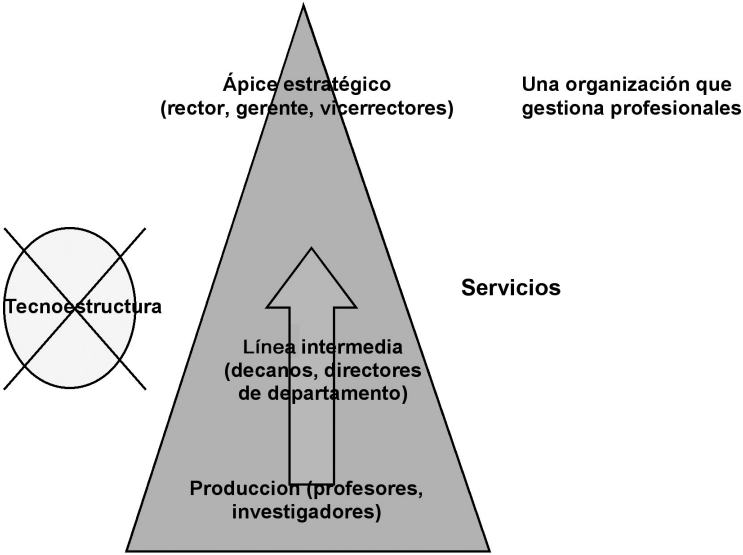 Ápice estratégico
(rector, gerente, vicerrectores)
Una organización que
gestiona profesionales
Tecnoestructura
Servicios
Línea intermedia
(decanos, directores
de departamento)
Produccion (profesores,
investigadores)